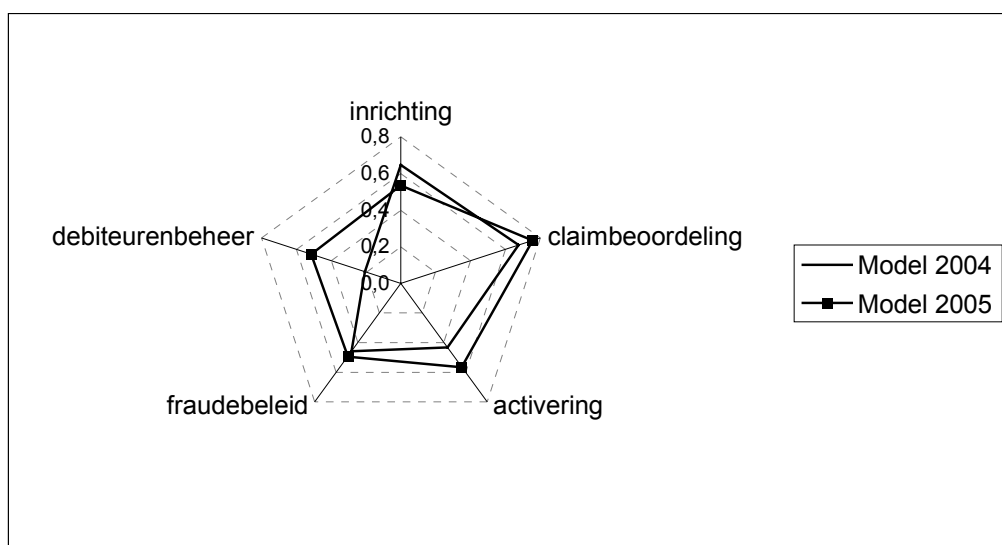 inrichting
0,8
0,6
0,4
0,2
0,0
debiteurenbeheer
claimbeoordeling
fraudebeleid
activering
Model 2004
Model 2005